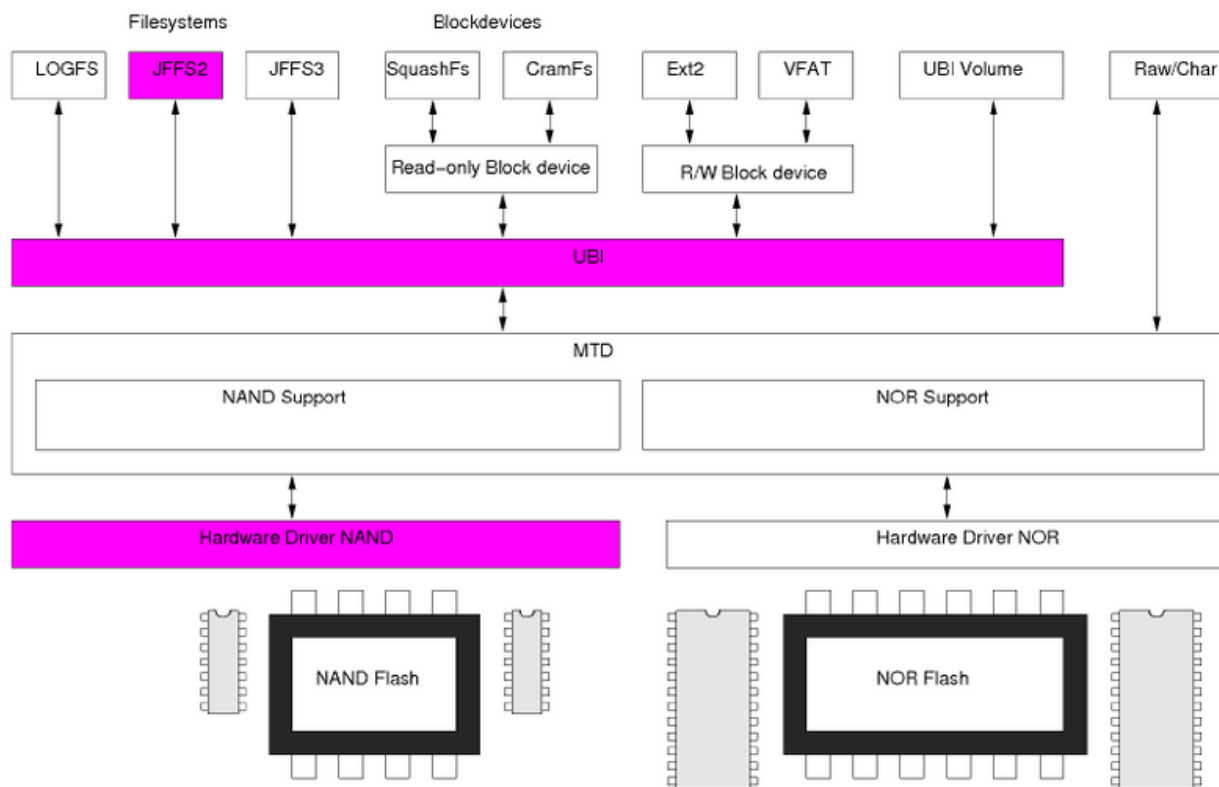 Filesystems
Blockdevices
LOGFS
JFFS2
JFFS3
SquashFs
CramFs
Ext2
VFAT
UBI Volume
Raw/Char
Read-only Block device
R/W Block device
UBI
MTD
NAND Support
NOR Support
Hardware Driver NAND
Hardware Driver NOR
NAND Flash
NOR Flash